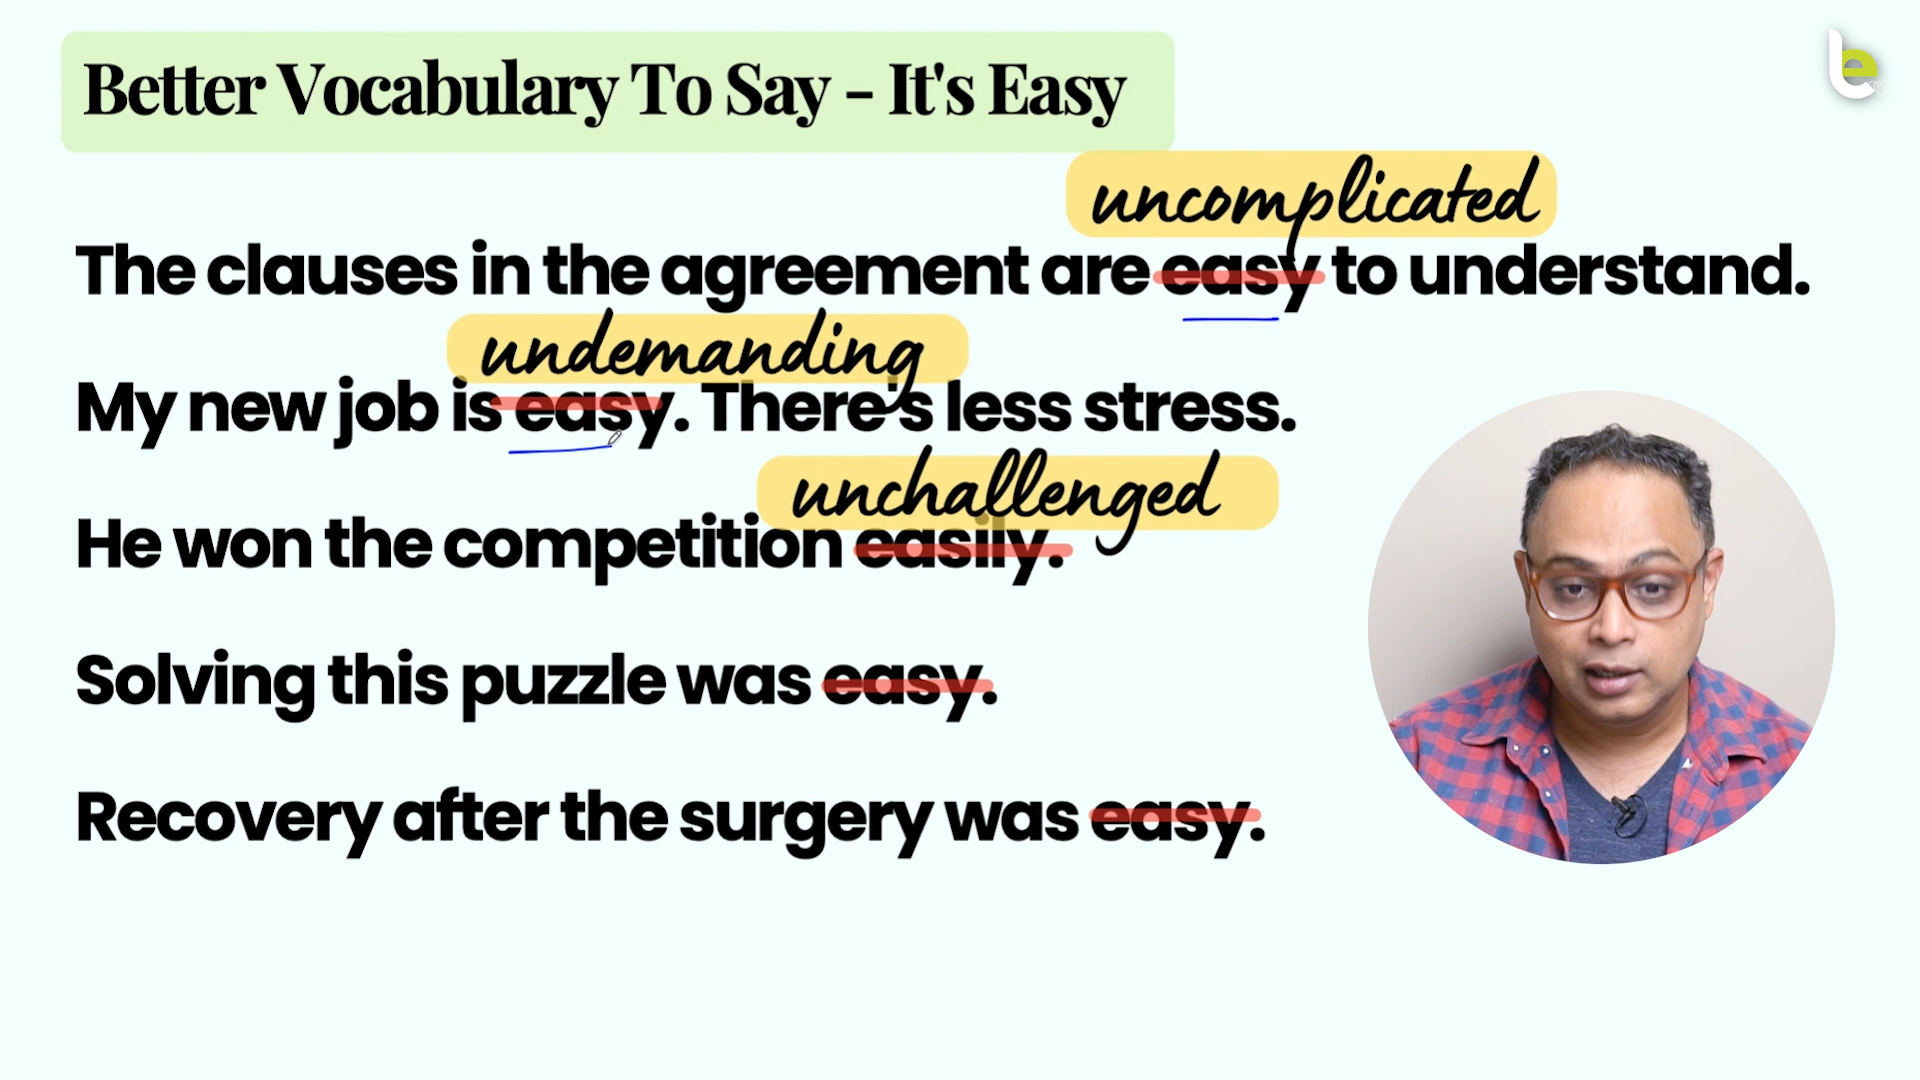 Better Vocabulary To Say - It's Easy
uncomplicated
The clauses in the agreement are easy to understand.
undemanding
My new job is easy. There's less stress.
unchallenged
He won the competition easily.
Solving this puzzle was easy.
Recovery after the surgery was easy.